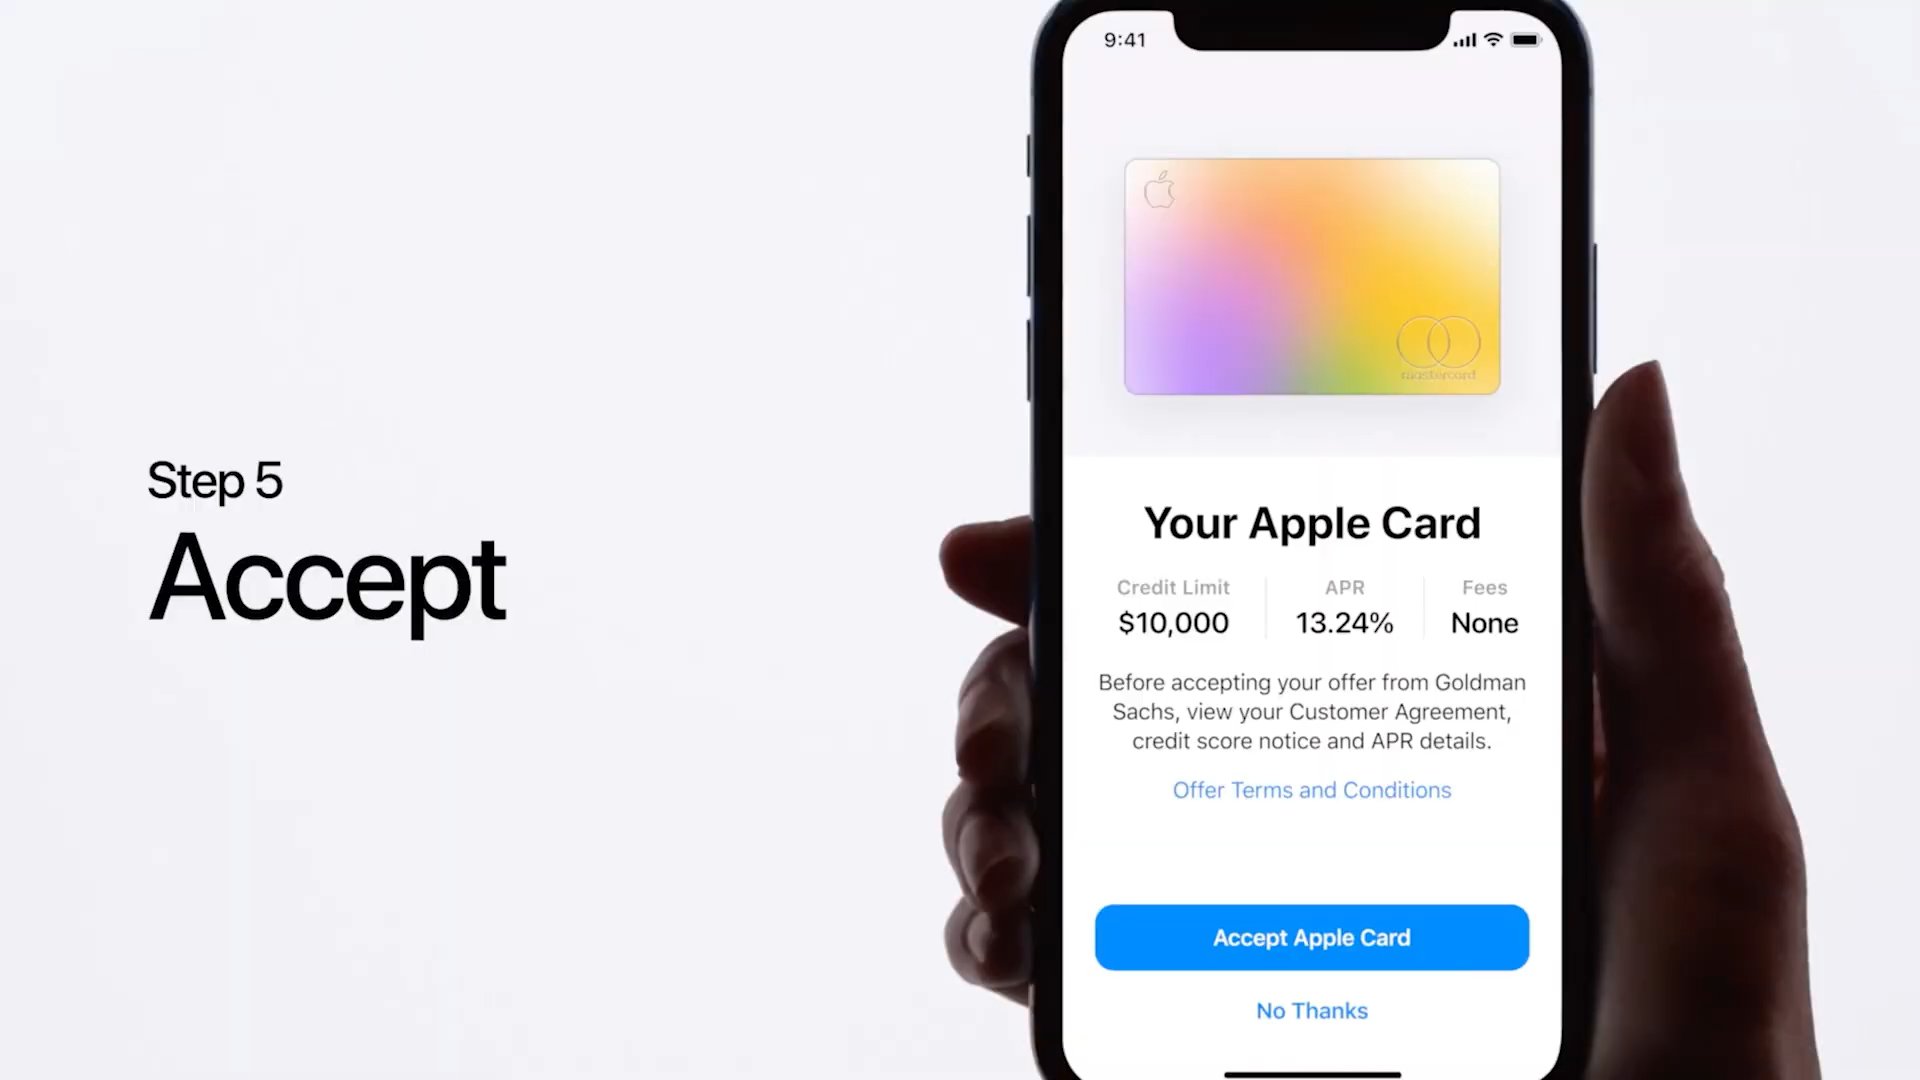 Step 5
Accept
9:41
mastercard
Your Apple Card
Credit Limit APR Fees
$10,000 13.24% None
Before accepting your offer from Goldman
Sachs, view your Customer Agreement,
credit score notice and APR details.
Offer Terms and Conditions
Accept Apple Card
No Thanks